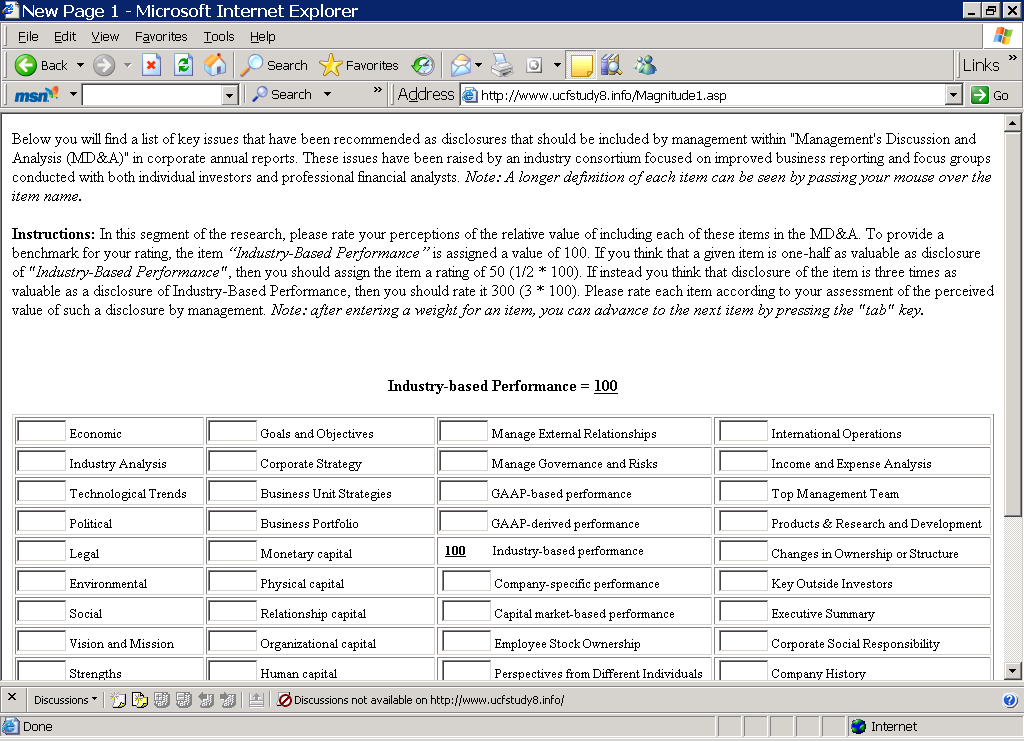 New Page 1 - Microsoft Internet Explorer
File Edit View Favorites Tools Help
Back Search Favorites Links »
msn Search » Address http://www.ucfstudy8.info/Magnitude1.asp Go
Below you will find a list of key issues that have been recommended as disclosures that should be included by management within "Management's Discussion and
Analysis (MD&A)" in corporate annual reports. These issues have been raised by an industry consortium focused on improved business reporting and focus groups
conducted with both individual investors and professional financial analysts. Note: A longer definition of each item can be seen by passing your mouse over the
item name.
Instructions: In this segment of the research, please rate your perceptions of the relative value of including each of these items in the MD&A. To provide a
benchmark for your rating, the item “Industry-Based Performance” is assigned a value of 100. If you think that a given item is one-half as valuable as disclosure
of "Industry-Based Performance", then you should assign the item a rating of 50 (1/2 * 100). If instead you think that disclosure of the item is three times as
valuable as a disclosure of Industry-Based Performance, then you should rate it 300 (3 * 100). Please rate each item according to your assessment of the perceived
value of such a disclosure by management. Note: after entering a weight for an item, you can advance to the next item by pressing the "tab" key.
Industry-based Performance = 100
Economic Goals and Objectives Manage External Relationships International Operations
Industry Analysis Corporate Strategy Manage Governance and Risks Income and Expense Analysis
Technological Trends Business Unit Strategies GAAP-based performance Top Management Team
Political Business Portfolio GAAP-derived performance Products & Research and Development
Legal Monetary capital 100 Industry-based performance Changes in Ownership or Structure
Environmental Physical capital Company-specific performance Key Outside Investors
Social Relationship capital Capital market-based performance Executive Summary
Vision and Mission Organizational capital Employee Stock Ownership Corporate Social Responsibility
Strengths Human capital Perspectives from Different Individuals Company History
Discussions Discussions not available on http://www.ucfstudy8.info/
Done Internet